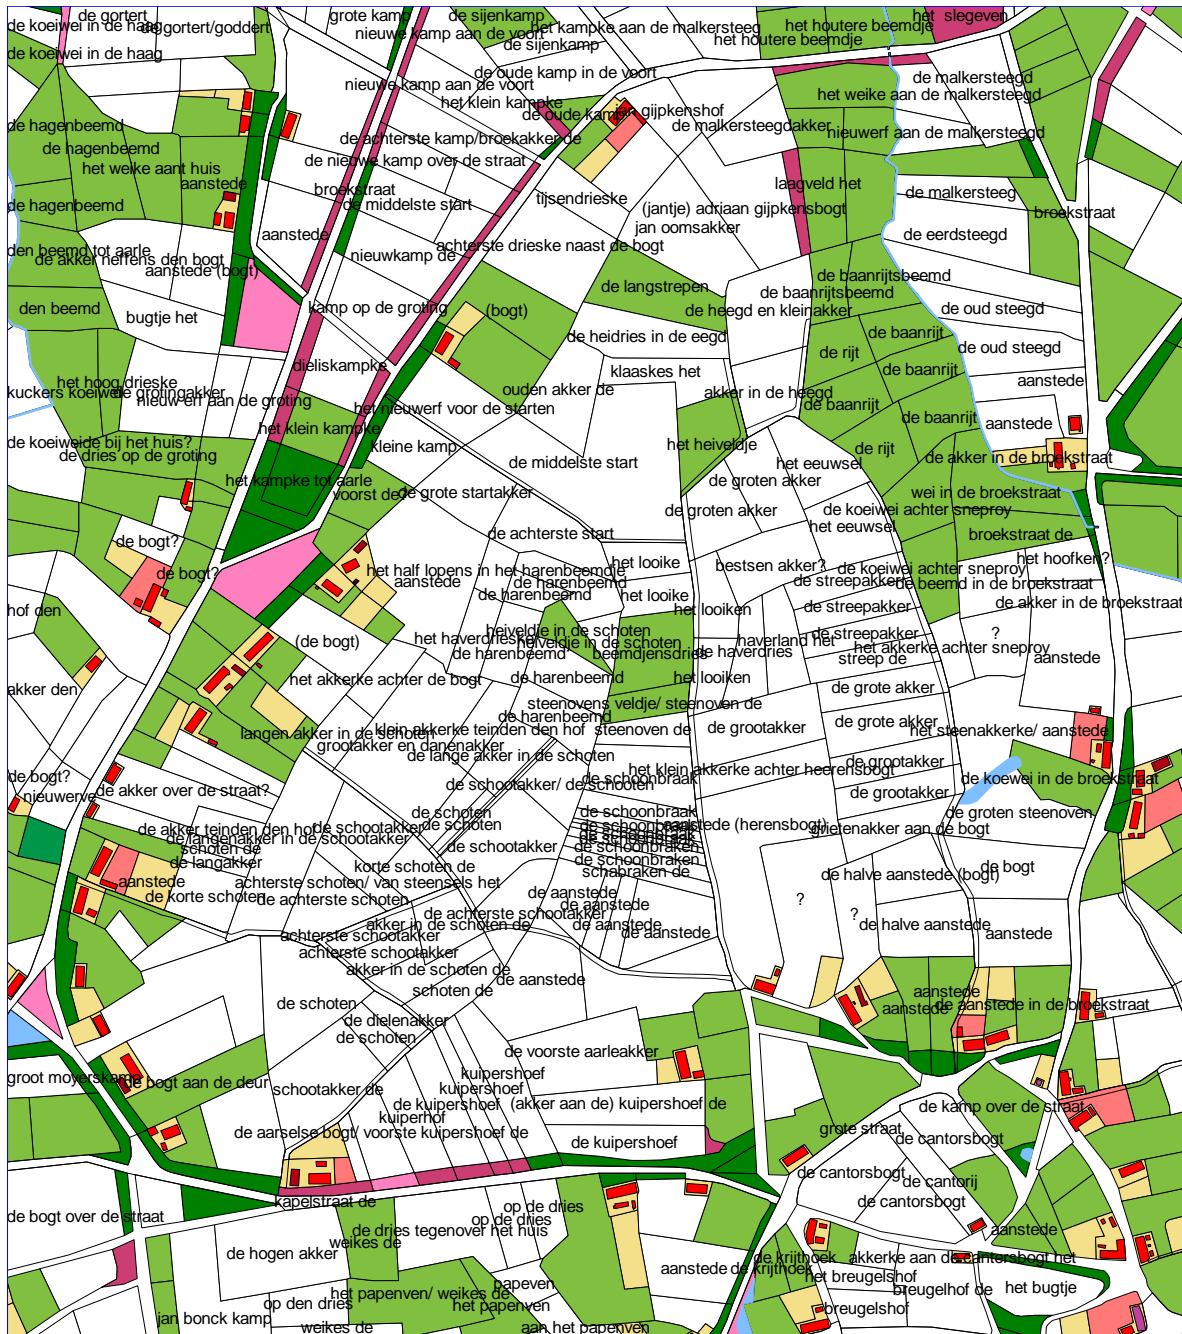 de gortert
grote kamp
de sijenkamp
het slegeven
de koeiwei in de haag
de gortert/goddert
nieuwe kamp aan de voort
het kampke aan de malkersteeg
het houtere beemdje
de sijenkamp
het houtere beemdje
de koeiwei in de haag
de oude kamp in de voort
de malkersteegd
nieuwe kamp aan de voort
het weike aan de malkersteegd
het klein kampke
de oude kamp
jan gijpkenshof
de hagenbeemd
de malkersteegdakker
nieuwerf aan de malkersteegd
de achterste kamp/broekakker de
de hagenbeemd
de nieuwe kamp over de straat
het weike aant huis
aanstede
broekstraat
laagveld het
de malkersteeg
tijsendrieske
de hagenbeemd
de middelste start
(jantje) adriaan gijpkensbogt
broekstraat
jan oomsakker
aanstede
de eerdsteegd
den beemd tot aarle
achterste drieske naast de bogt
de akker neffens den bogt
nieuwkamp de
aanstede (bogt)
de baanrijtsbeemd
de langstrepen
de baanrijtsbeemd
den beemd
kamp op de groting
(bogt)
de heegd en kleinakker
de oud steegd
bugtje het
de baanrijt
de heidries in de eegd
de oud steegd
de rijt
dieliskampke
klaaskes het
de baanrijt
het hoog drieske
aanstede
kuckers koeiwei
de grotingakker
ouden akker de
akker in de heegd
nieuw erf aan de groting
het nieuwerf voor de starten
de baanrijt
de baanrijt
aanstede
het klein kampke
de koeiweide bij het huis?
kleine kamp
het heiveldje
de rijt
de dries op de groting
de middelste start
het eeuwsel
de akker in de broekstraat
het kampke tot aarle
de groten akker
voorst de?
de grote startakker
wei in de broekstraat
de groten akker
de koeiwei achter sneproy
het eeuwsel
de achterste start
broekstraat de
de bogt?
het looike
bestsen akker?
het hoofken?
de bogt?
het half lopens in het harenbeemdje
de koeiwei achter sneproy
aanstede
de harenbeemd
de streepakker
de beemd in de broekstraat
de harenbeemd
het looike
hof den
het looiken
de streepakker
de akker in de broekstraat
heiveldje in de schoten
?
(de bogt)
het haverdrieske
heiveldje in de schoten
haverland het
de streepakker
het akkerke achter sneproy
de harenbeemd
beemdjensdries
de haverdries
streep de
aanstede
het akkerke achter de bogt
de harenbeemd
het looiken
akker den
de grote akker
steenovens veldje/ steenoven de
de harenbeemd
de grote akker
langen akker in de schoten
klein akkerke teinden den hof
steenoven de
de grootakker
het steenakkerke/ aanstede
grootakker en danenakker
de lange akker in de schoten
de grootakker
de bogt?
het klein akkerke achter heerensbogt
de koewei in de broekstraat
de schoonbraak
de akker over de straat?
de schootakker/ de schooten
de grootakker
nieuwerve
de schoten
de schoonbraak
de groten steenoven
de akker teinden den hof
de schootakker
de schoten
de schoonbraak
aanstede (herensbogt)
grietenakker aan de bogt
de langenakker in de schootakker
de schoonbraak
schoten de
de schootakker
de schoonbraken
de langakker
korte schoten de
de schoonbraken
de bogt
aanstede
achterste schoten/ van steensels het
schabraken de
de halve aanstede (bogt)
de korte schoten
de achterste schoten
de aanstede
?
de achterste schootakker
de aanstede
?
akker in de schoten de
de aanstede
de halve aanstede
achterste schootakker
de aanstede
aanstede
achterste schootakker
akker in de schoten de
de aanstede
schoten de
aanstede
de schoten
aanstede
de aanstede in de broekstraat
de dielenakker
de schoten
de voorste aarleakker
groot moyerskamp
kuipershoef
de bogt aan de deur
schootakker de
kuipershoef
de kuipershoef
(akker aan de) kuipershoef de
de kamp over de straat
kuiperhof
grote straat
de aarselse bogt/ voorste kuipershoef de
de kuipershoef
de cantorsbogt
de cantorsbogt
de cantorij
kapelstraat de
op de dries
de cantorsbogt
de bogt over de straat
op de dries
de dries tegenover het huis
aanstede
weikes de
de hogen akker
de krijthoek
akkerke aan de cantersbogt het
aanstede
de krijthoek
het breugelshof
papeven
breugelhof de
het bugtje
het papenven/ weikes de
op den dries
het papenven
breugelshof
jan bonck kamp
weikes de
aan het papenven